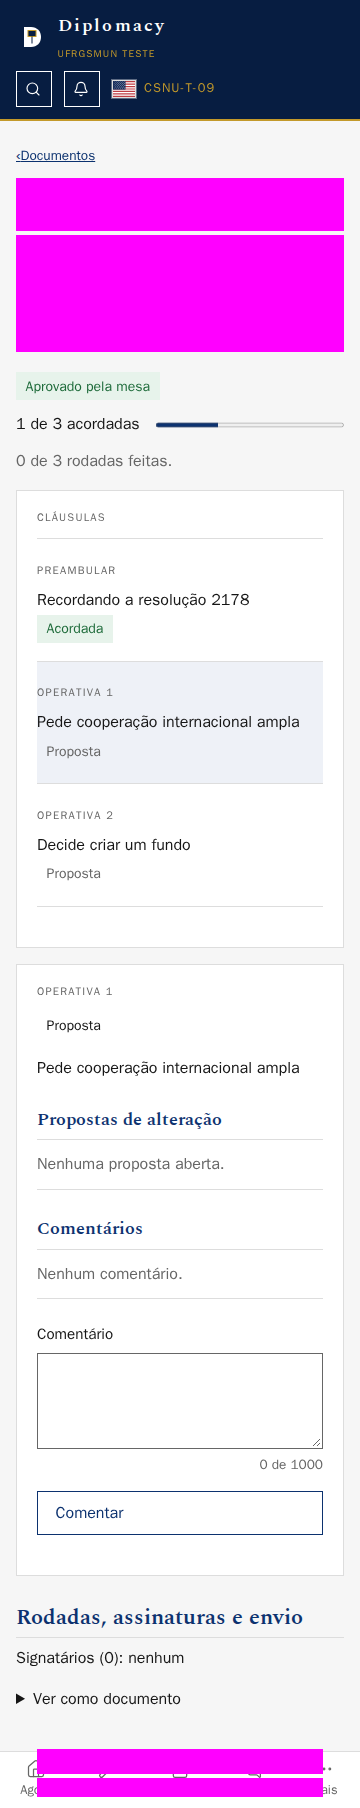 Diplomacy
UFRGSMUN TESTE
CSNU-T-09
‹Documentos
Aprovado pela mesa
1 de 3 acordadas
0 de 3 rodadas feitas.
CLÁUSULAS
PREAMBULAR
Recordando a resolução 2178
Acordada
OPERATIVA 1
Pede cooperação internacional ampla
Proposta
OPERATIVA 2
Decide criar um fundo
Proposta
OPERATIVA 1
Proposta
Pede cooperação internacional ampla
Propostas de alteração
Nenhuma proposta aberta.
Comentários
Nenhum comentário.
Comentário
0 de 1000
Comentar
Rodadas, assinaturas e envio
Signatários (0): nenhum
Ver como documento